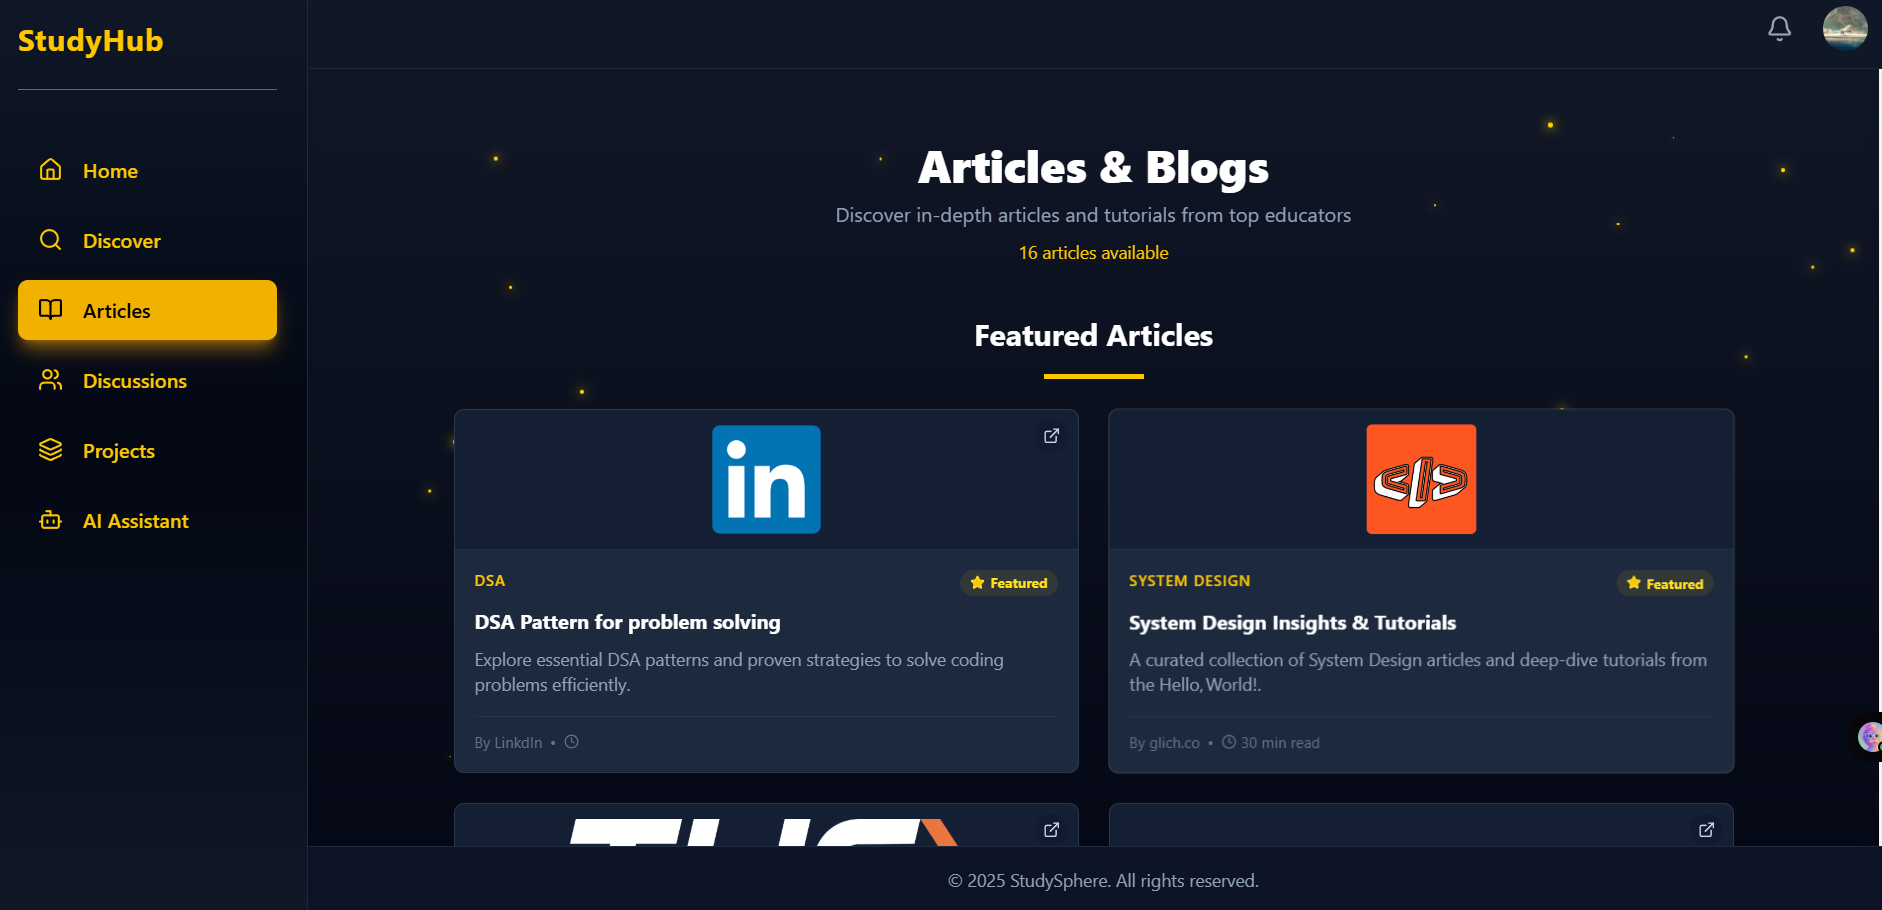 StudyHub
Home
Discover
Articles
Discussions
Projects
AI Assistant
Articles & Blogs
Discover in-depth articles and tutorials from top educators
16 articles available
Featured Articles
in
DSA
Featured
DSA Pattern for problem solving
Explore essential DSA patterns and proven strategies to solve coding
problems efficiently.
By LinkdIn •
</>
SYSTEM DESIGN
Featured
System Design Insights & Tutorials
A curated collection of System Design articles and deep-dive tutorials from
the Hello, World!.
By glich.co • 30 min read
© 2025 StudySphere. All rights reserved.